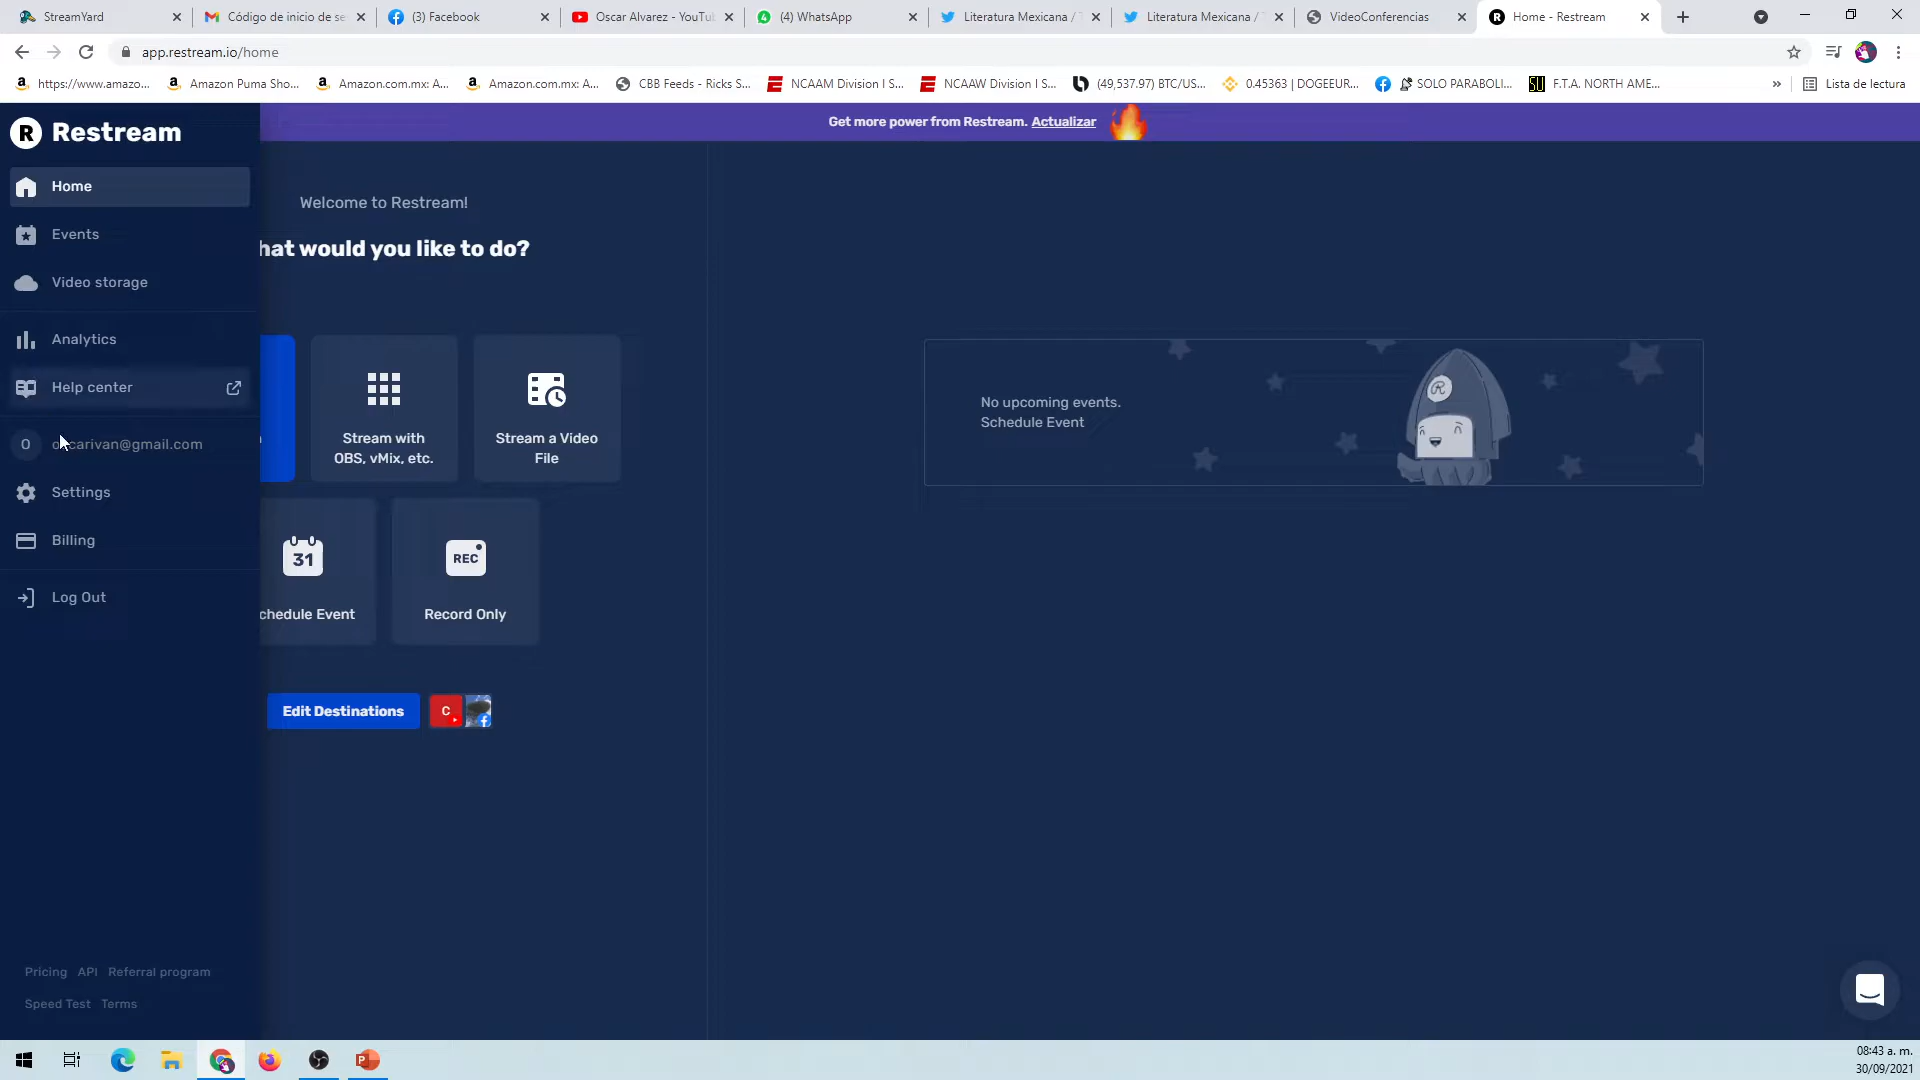 StreamYard
Código de inicio de se
(3) Facebook
Oscar Alvarez - YouTu
(4) WhatsApp
Literatura Mexicana / T
Literatura Mexicana / T
VideoConferencias
Home - Restream
app.restream.io/home
https://www.amazo...
Amazon Puma Sho...
Amazon.com.mx: A...
Amazon.com.mx: A...
CBB Feeds - Ricks S...
NCAAM Division I S...
NCAAW Division I S...
(49,537.97) BTC/US...
0.45363 | DOGEEUR...
SOLO PARABOLI...
F.T.A. NORTH AME...
»
Lista de lectura
Restream
Get more power from Restream. Actualizar
Home
Events
Video storage
Analytics
Help center
carivan@gmail.com
Settings
Billing
Log Out
Pricing API Referral program
Speed Test Terms
Welcome to Restream!
hat would you like to do?
Stream with
OBS, vMix, etc.
Stream a Video
File
31
chedule Event
REC
Record Only
Edit Destinations
C
No upcoming events.
Schedule Event
08:43 a. m.
30/09/2021